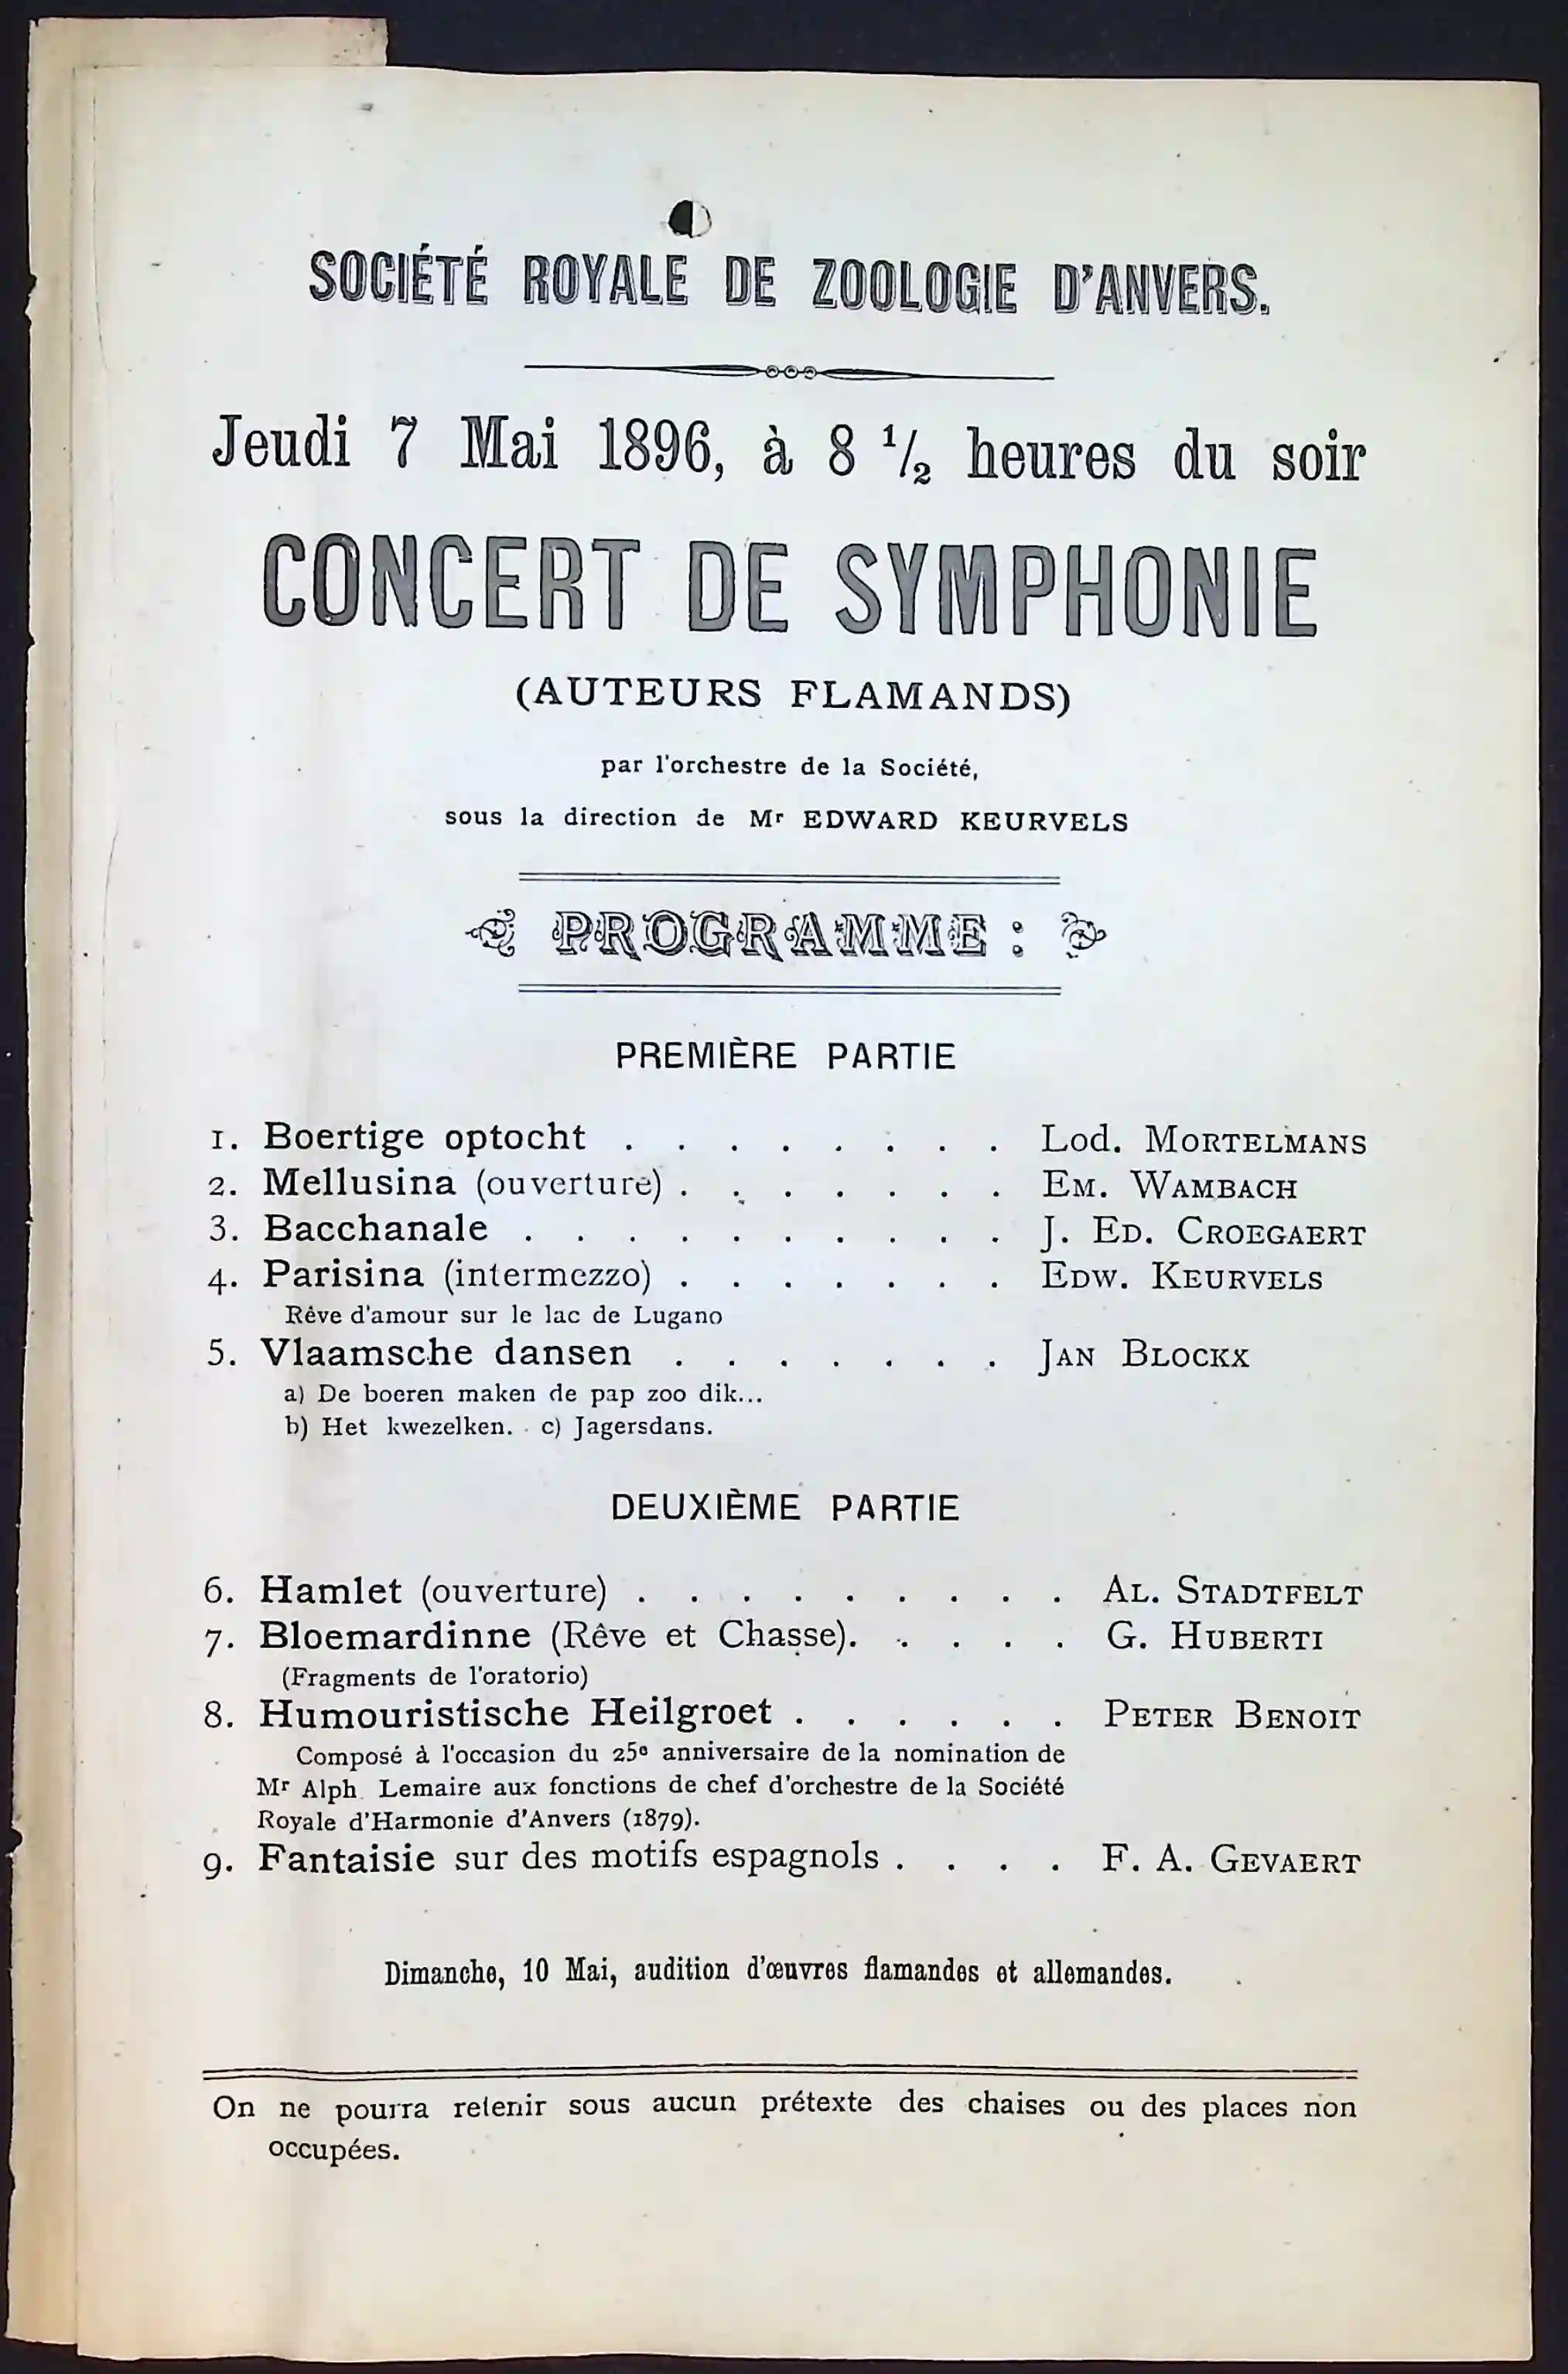 SOCIÉTÉ ROYALE DE ZOOLOGIE D'ANVERS.
Jeudi 7 Mai 1896, à 8 1/2 heures du soir
CONCERT DE SYMPHONIE
(AUTEURS FLAMANDS)
par l'orchestre de la Société,
sous la direction de Mr EDWARD KEURVELS
PROGRAMME :
PREMIÈRE PARTIE
1. Boertige optocht . . . . . . . . Lod. MORTELMANS
2. Mellusina (ouverture) . . . . . . . EM. WAMBACH
3. Bacchanale . . . . . . . . . . J. ED. CROEGAERT
4. Parisina (intermezzo) . . . . . . . EDW. KEURVELS
Rêve d'amour sur le lac de Lugano
5. Vlaamsche dansen . . . . . . . JAN BLOCKX
a) De boeren maken de pap zoo dik...
b) Het kwezelken. c) Jagersdans.
DEUXIÈME PARTIE
6. Hamlet (ouverture) . . . . . . . . . AL. STADTFELT
7. Bloemardinne (Rêve et Chasse). . . . . G. HUBERTI
(Fragments de l'oratorio)
8. Humouristische Heilgroet . . . . . . PETER BENOIT
Composé à l'occasion du 25e anniversaire de la nomination de
Mr Alph. Lemaire aux fonctions de chef d'orchestre de la Société
Royale d'Harmonie d'Anvers (1879).
9. Fantaisie sur des motifs espagnols . . . . F. A. GEVAERT
Dimanche, 10 Mai, audition d'œuvres flamandes et allemandes.
On ne pourra retenir sous aucun prétexte des chaises ou des places non
occupées.